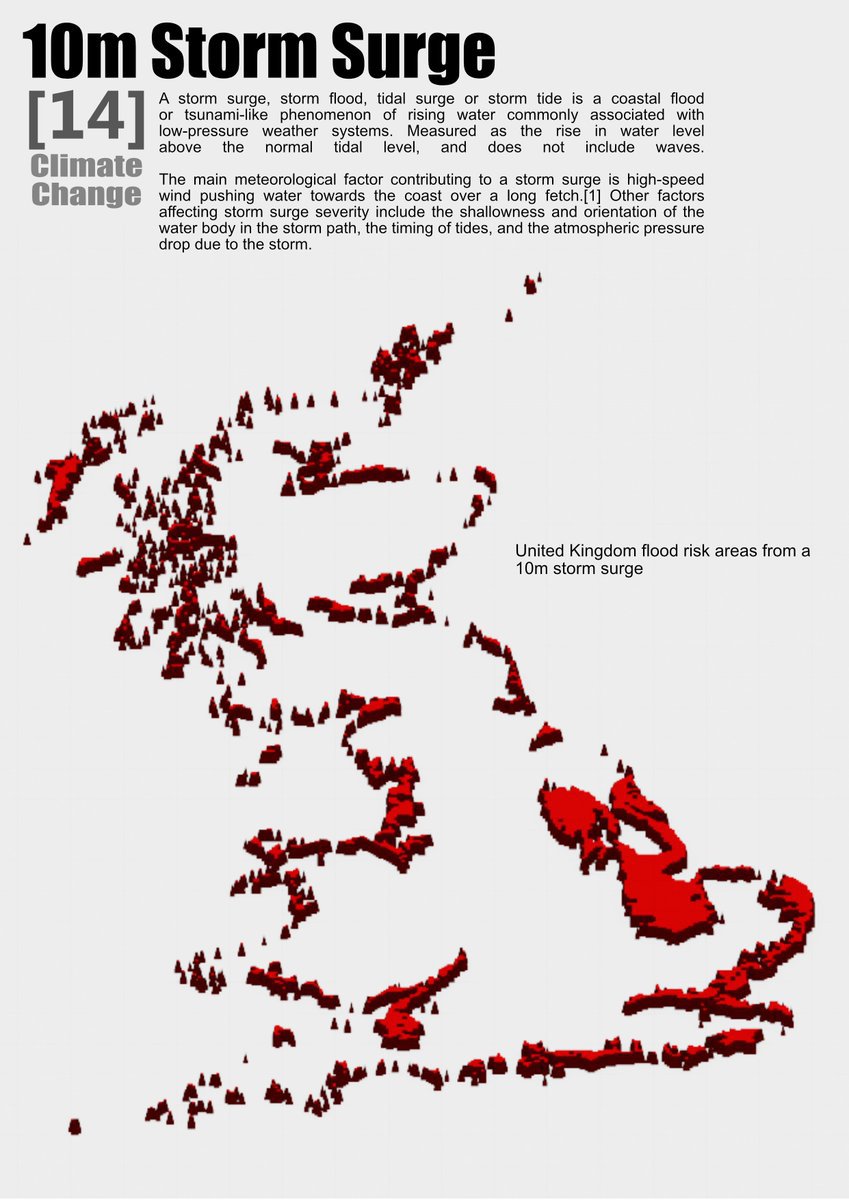 10m Storm Surge
[14]
Climate
Change
A storm surge, storm flood, tidal surge or storm tide is a coastal flood
or tsunami-like phenomenon of rising water commonly associated with
low-pressure weather systems. Measured as the rise in water level
above the normal tidal level, and does not include waves.
The main meteorological factor contributing to a storm surge is high-speed
wind pushing water towards the coast over a long fetch.[1] Other factors
affecting storm surge severity include the shallowness and orientation of the
water body in the storm path, the timing of tides, and the atmospheric pressure
drop due to the storm.
United Kingdom flood risk areas from a
10m storm surge